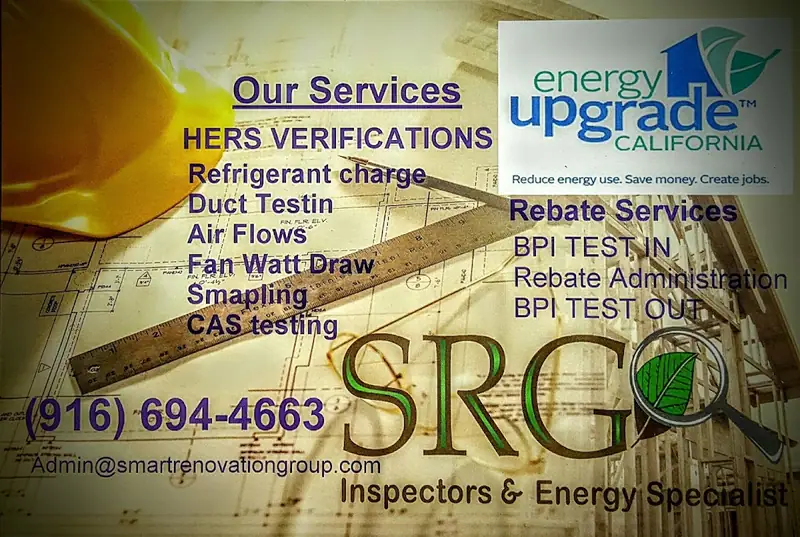 Our Services
HERS VERIFICATIONS
Refrigerant charge
Duct Testin
Air Flows
Fan Watt Draw
Smapling
CAS testing
(916) 694-4663
Admin@smartrenovationgroup.com
energy
upgrade™
CALIFORNIA
Reduce energy use. Save money. Create jobs.
Rebate Services
BPI TEST IN
Rebate Administration
BPI TEST OUT
SRG
Inspectors & Energy Specialist